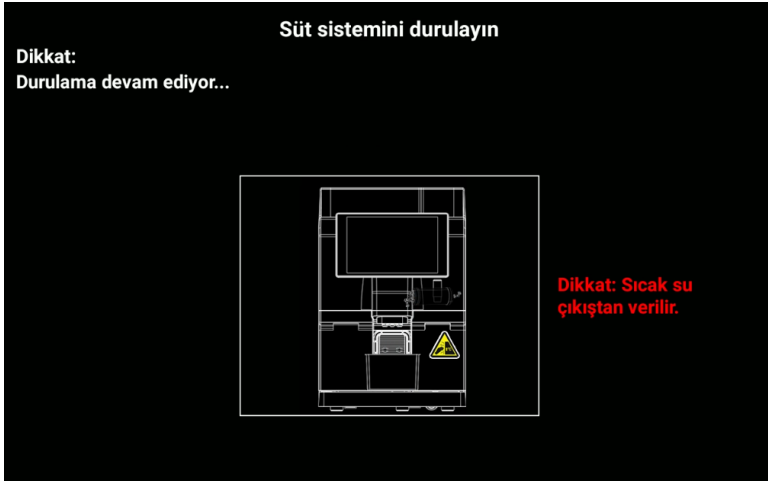 Süt sistemini durulayın
Dikkat:
Durulama devam ediyor...
Dikkat: Sıcak su
çıkıştan verilir.